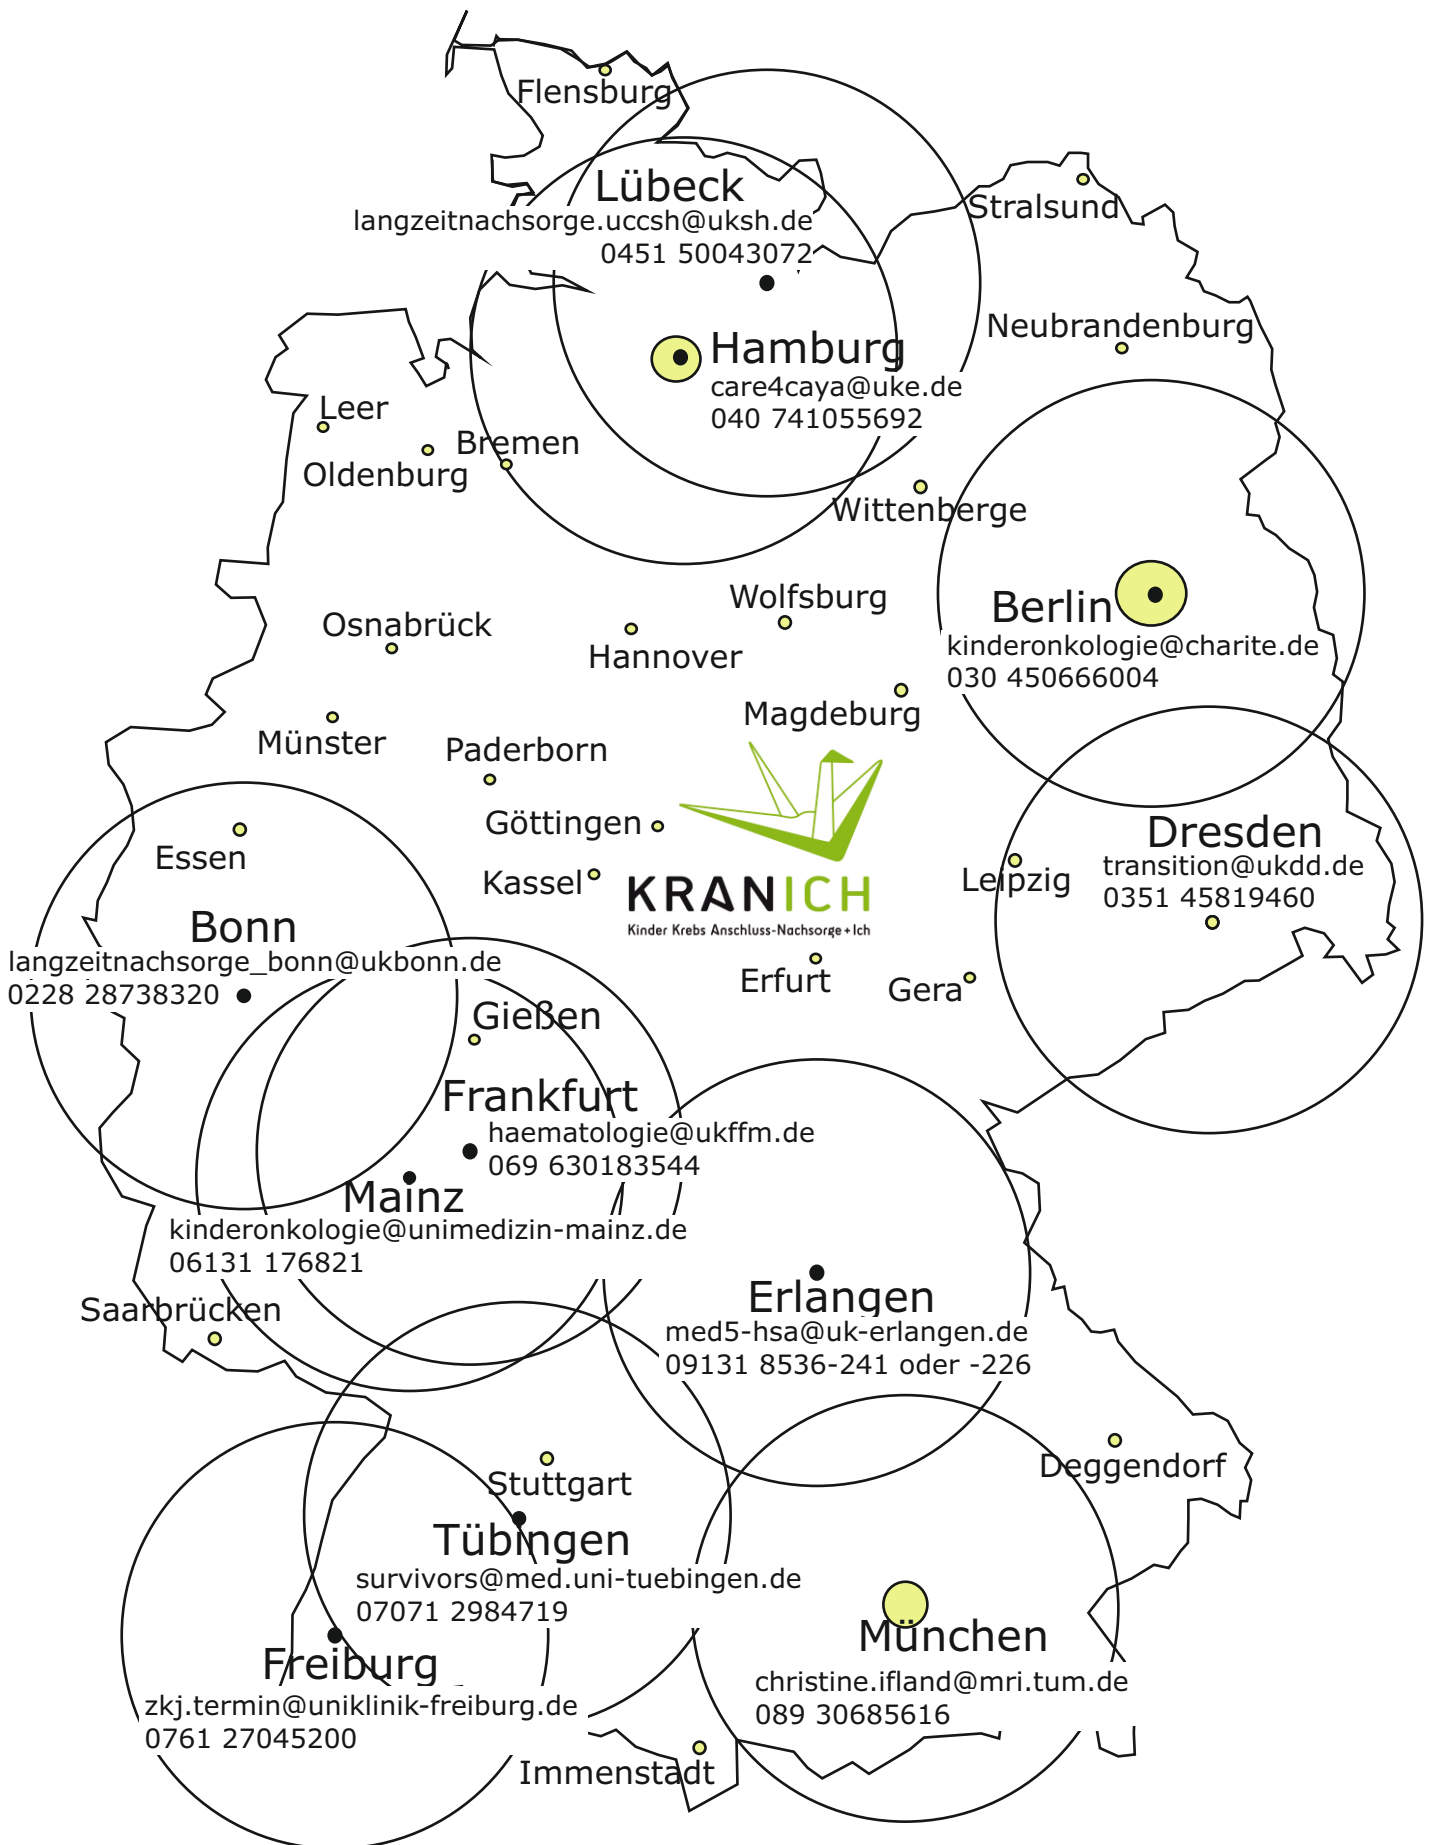 Flensburg
Lübeck
langzeitnachsorge.uccsh@uksh.de
0451 50043072
Stralsund
Neubrandenburg
Hamburg
care4caya@uke.de
040 741055692
Leer
Oldenburg
Bremen
Wittenberge
Wolfsburg
Berlin
kinderonkologie@charite.de
030 450666004
Osnabrück
Hannover
Magdeburg
Münster
Paderborn
Göttingen
Kassel
KRANICH
Kinder Krebs Anschluss-Nachsorge+Ich
Essen
Leipzig
Dresden
transition@ukdd.de
0351 45819460
Bonn
langzeitnachsorge_bonn@ukbonn.de
0228 28738320
Erfurt
Gera
Gießen
Frankfurt
haematologie@ukffm.de
069 630183544
Mainz
kinderonkologie@unimedizin-mainz.de
06131 176821
Saarbrücken
Erlangen
med5-hsa@uk-erlangen.de
09131 8536-241 oder -226
Deggendorf
Stuttgart
Tübingen
survivors@med.uni-tuebingen.de
07071 2984719
München
christine.ifland@mri.tum.de
089 30685616
Freiburg
zkj.termin@uniklinik-freiburg.de
0761 27045200
Immenstadt